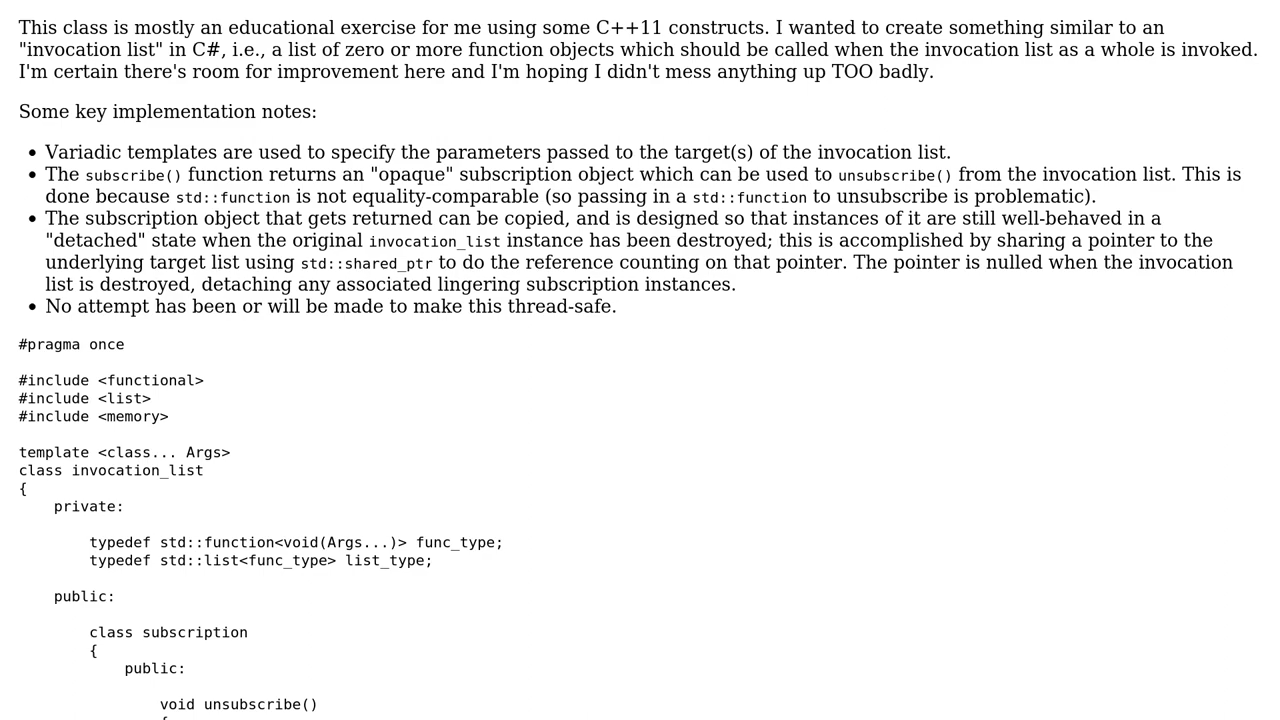 This class is mostly an educational exercise for me using some C++11 constructs. I wanted to create something similar to an
"invocation list" in C#, i.e., a list of zero or more function objects which should be called when the invocation list as a whole is invoked.
I'm certain there's room for improvement here and I'm hoping I didn't mess anything up TOO badly.
Some key implementation notes:
• Variadic templates are used to specify the parameters passed to the target(s) of the invocation list.
• The subscribe() function returns an "opaque" subscription object which can be used to unsubscribe() from the invocation list. This is
done because std::function is not equality-comparable (so passing in a std::function to unsubscribe is problematic).
• The subscription object that gets returned can be copied, and is designed so that instances of it are still well-behaved in a
"detached" state when the original invocation_list instance has been destroyed; this is accomplished by sharing a pointer to the
underlying target list using std::shared_ptr to do the reference counting on that pointer. The pointer is nulled when the invocation
list is destroyed, detaching any associated lingering subscription instances.
• No attempt has been or will be made to make this thread-safe.
#pragma once
#include <functional>
#include <list>
#include <memory>
template <class... Args>
class invocation_list
{
    private:
        typedef std::function<void(Args...)> func_type;
        typedef std::list<func_type> list_type;
    public:
        class subscription
        {
            public:
                void unsubscribe()
                {